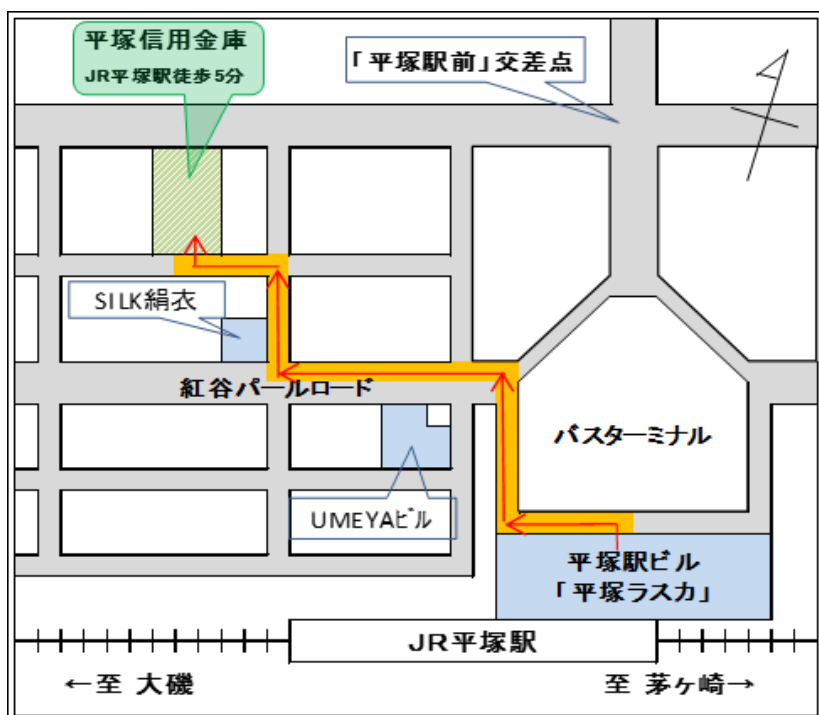 平塚信用金庫
JR平塚駅徒歩5分
「平塚駅前」交差点
SILK絹衣
紅谷パールロード
バスターミナル
UMEYAビル
平塚駅ビル
「平塚ラスカ」
JR平塚駅
←至 大磯
至 茅ヶ崎→